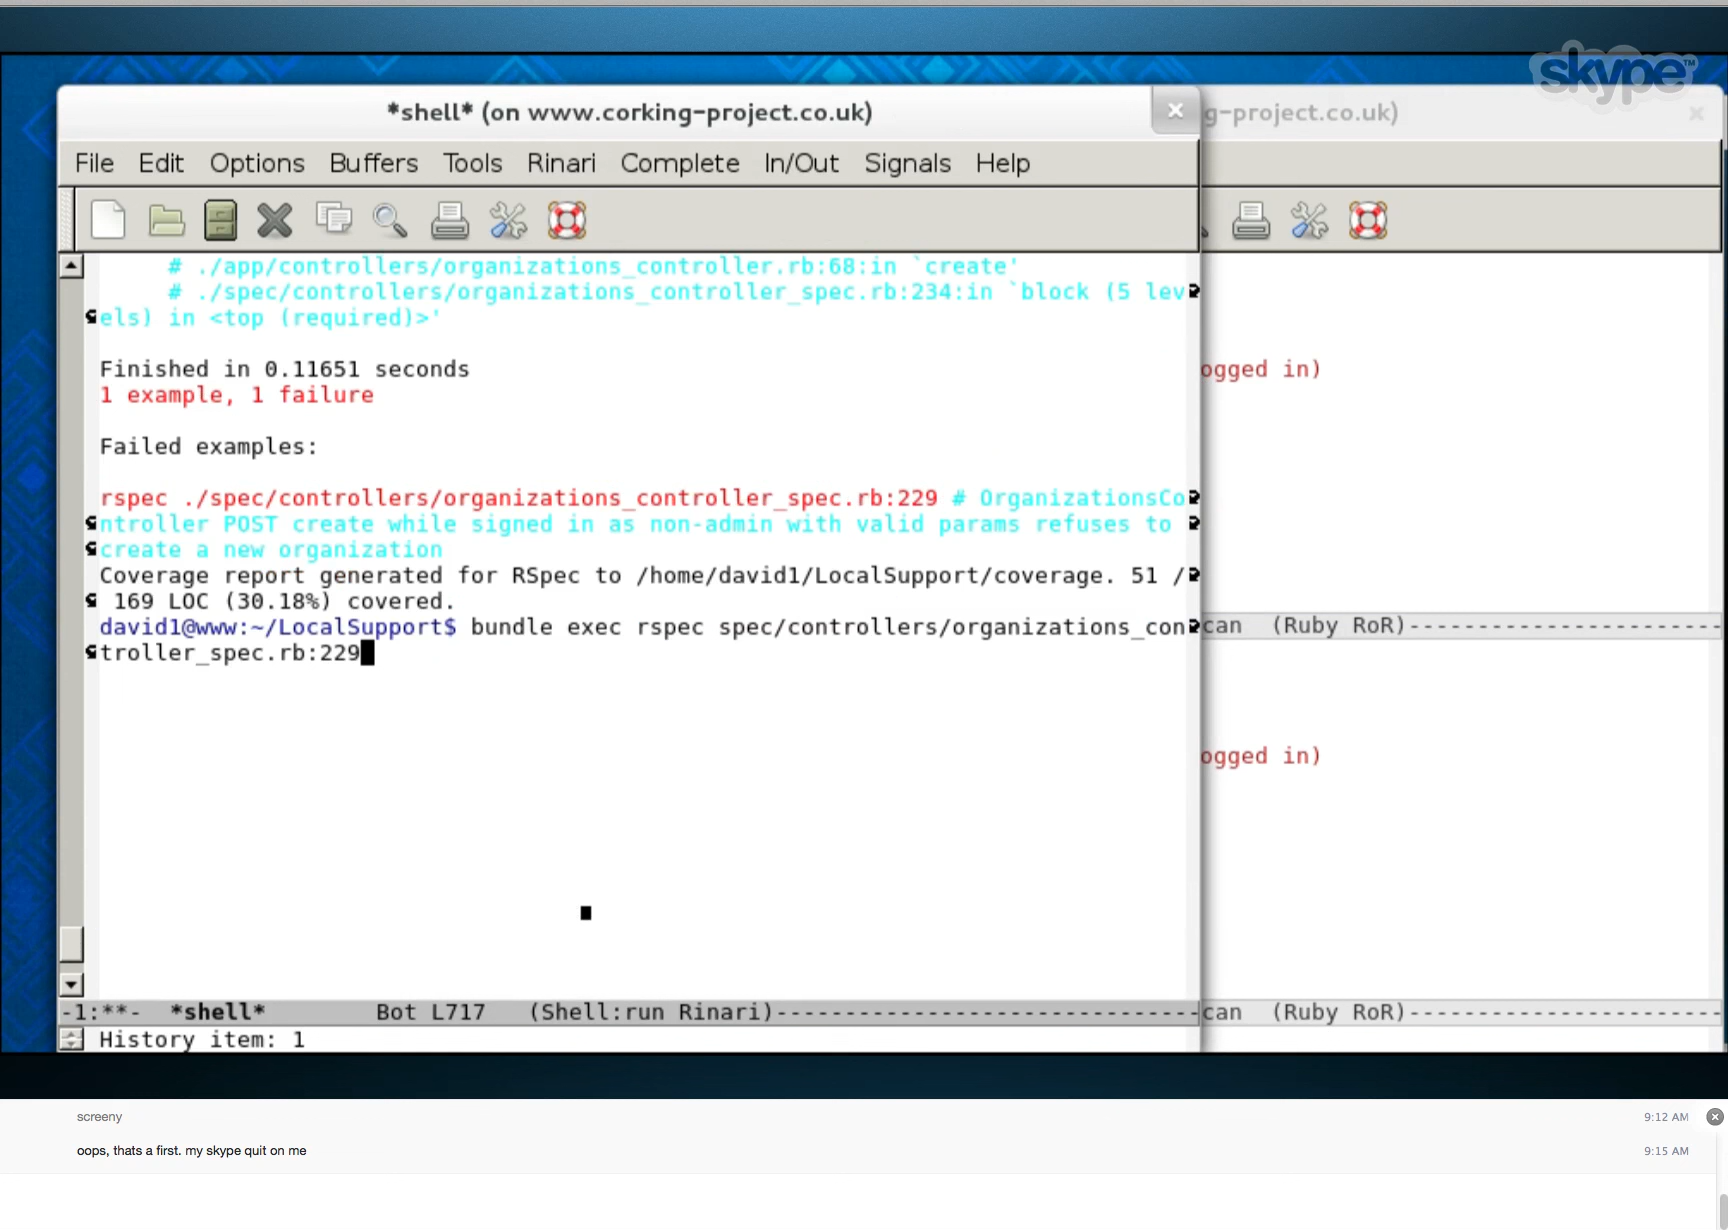 skype™
*shell* (on www.corking-project.co.uk)
g-project.co.uk)
File Edit Options Buffers Tools Rinari Complete In/Out Signals Help
# ./app/controllers/organizations_controller.rb:68:in `create'
# ./spec/controllers/organizations_controller_spec.rb:234:in `block (5 lev
els) in <top (required)>'
Finished in 0.11651 seconds
ogged in)
1 example, 1 failure
Failed examples:
rspec ./spec/controllers/organizations_controller_spec.rb:229 # OrganizationsCo
ntroller POST create while signed in as non-admin with valid params refuses to
create a new organization
Coverage report generated for RSpec to /home/david1/LocalSupport/coverage. 51 /
169 LOC (30.18%) covered.
david1@www:~/LocalSupport$ bundle exec rspec spec/controllers/organizations_con
can (Ruby RoR)-----------------------
troller_spec.rb:229
ogged in)
-1:**- *shell* Bot L717 (Shell:run Rinari)-------------------------------
can (Ruby RoR)-----------------------
History item: 1
screeny 9:12 AM
oops, thats a first. my skype quit on me 9:15 AM